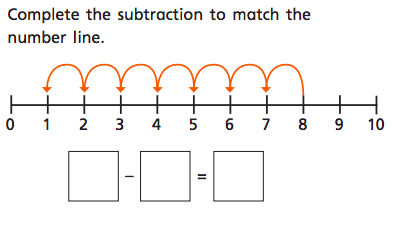 Complete the subtraction to match the
number line.
0 1 2 3 4 5 6 7 8 9 10
- =